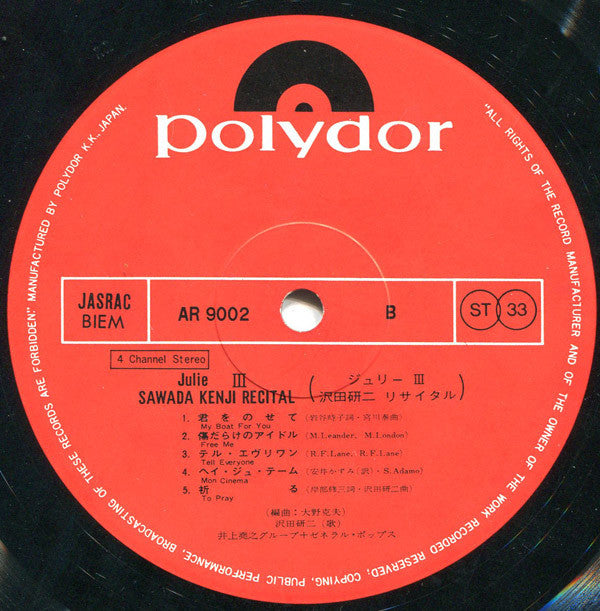 polydor
"ALL RIGHTS OF THE RECORD MANUFACTURER AND OF THE OWNER OF THE WORK RECORDED RESERVED, COPYING, PUBLIC PERFORMANCE, BROADCASTING OF THESE RECORDS ARE FORBIDDEN" MANUFACTURED BY POLYDOR K.K., JAPAN.
JASRAC
BIEM
AR 9002
B
ST 33
4 Channel Stereo
Julie III
SAWADA KENJI RECITAL
(ジュリー III
沢田研二 リサイタル)
1. 君をのせて (岩谷時子詞・宮川泰曲)
My Boat For You
2. 傷だらけのアイドル (M.Leander, M.London)
Free Me
3. テル・エヴリワン (R.F.Lane, R.F.Lane)
Tell Everyone
4. ヘイ・ジュ・テーム (安井かずみ(訳)・S.Adamo)
Mon Cinema
5. 祈る (岸部修三詞・沢田研二曲)
To Pray
(編曲:大野克夫)
沢田研二(歌)
井上堯之グループ+ゼネラル・ポップス